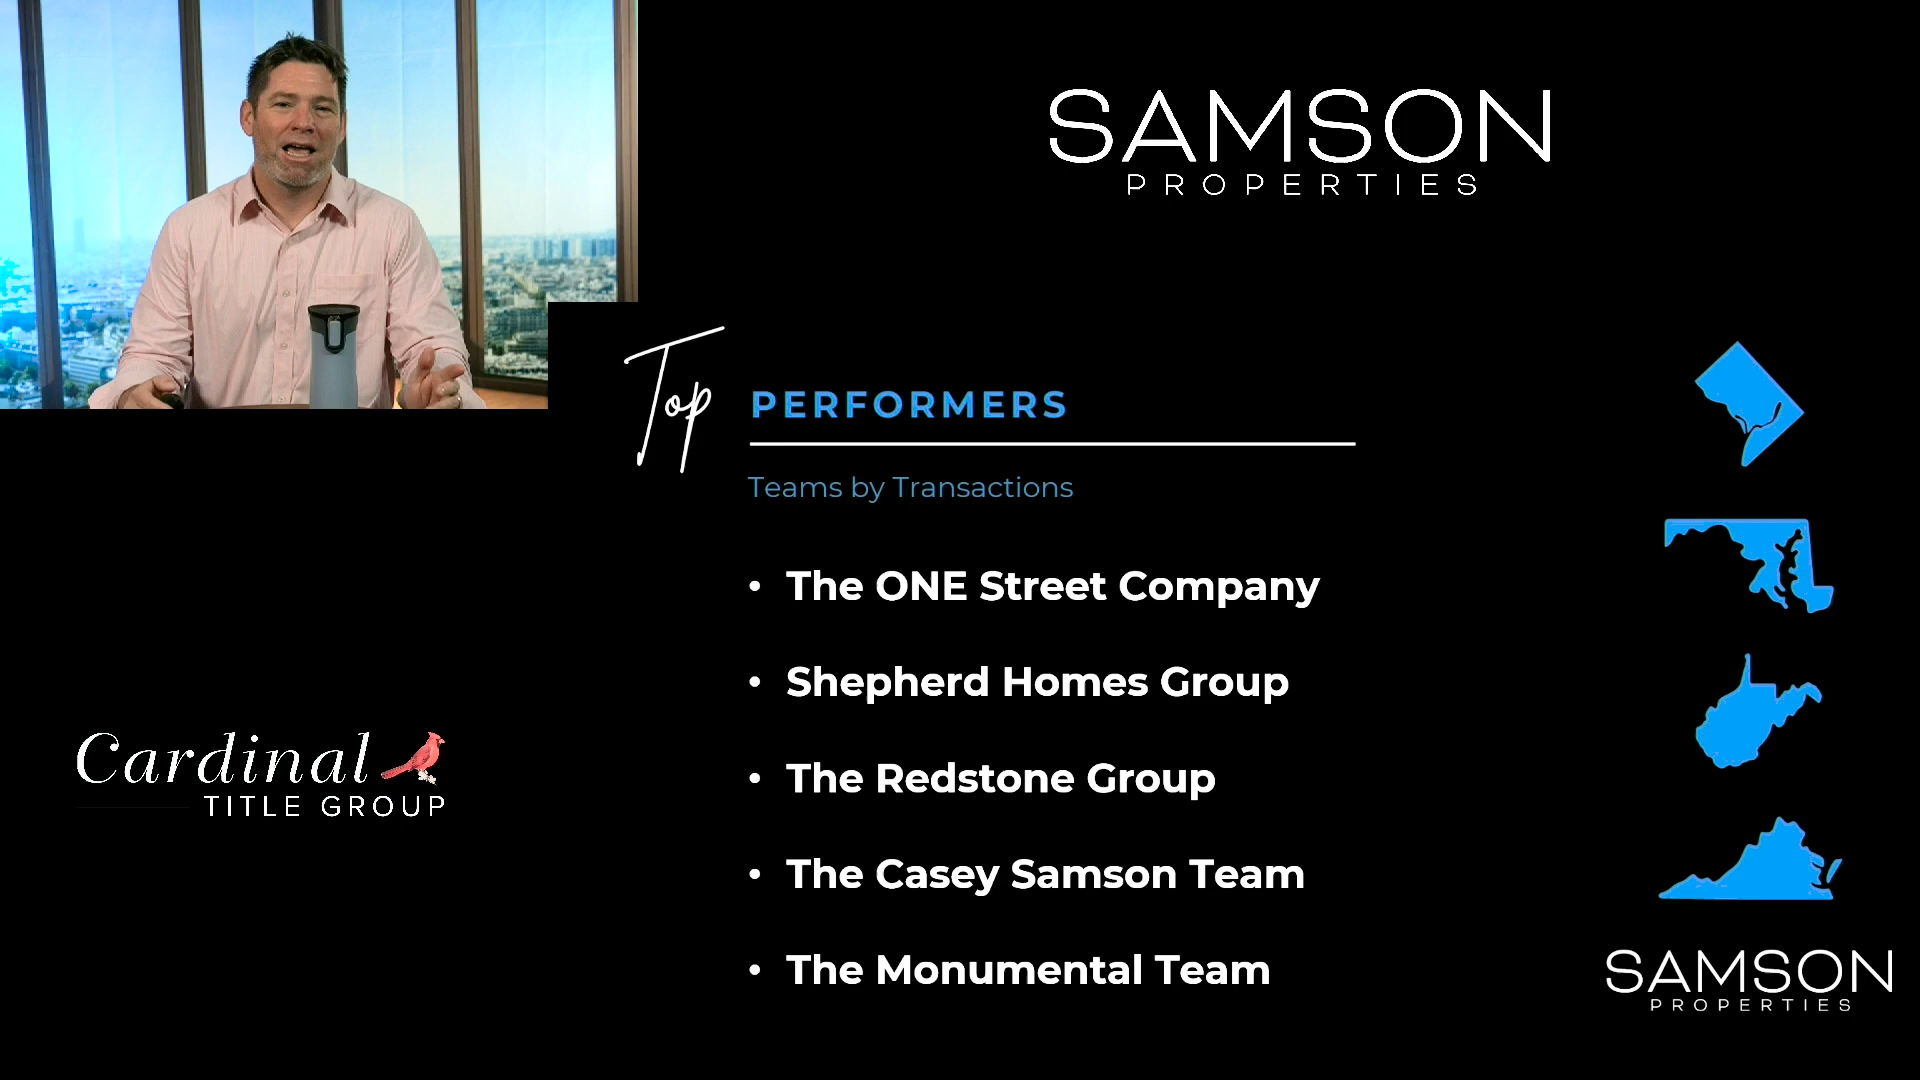 SAMSON
PROPERTIES
Top PERFORMERS
Teams by Transactions
• The ONE Street Company
• Shepherd Homes Group
• The Redstone Group
• The Casey Samson Team
• The Monumental Team
Cardinal
TITLE GROUP
SAMSON
PROPERTIES